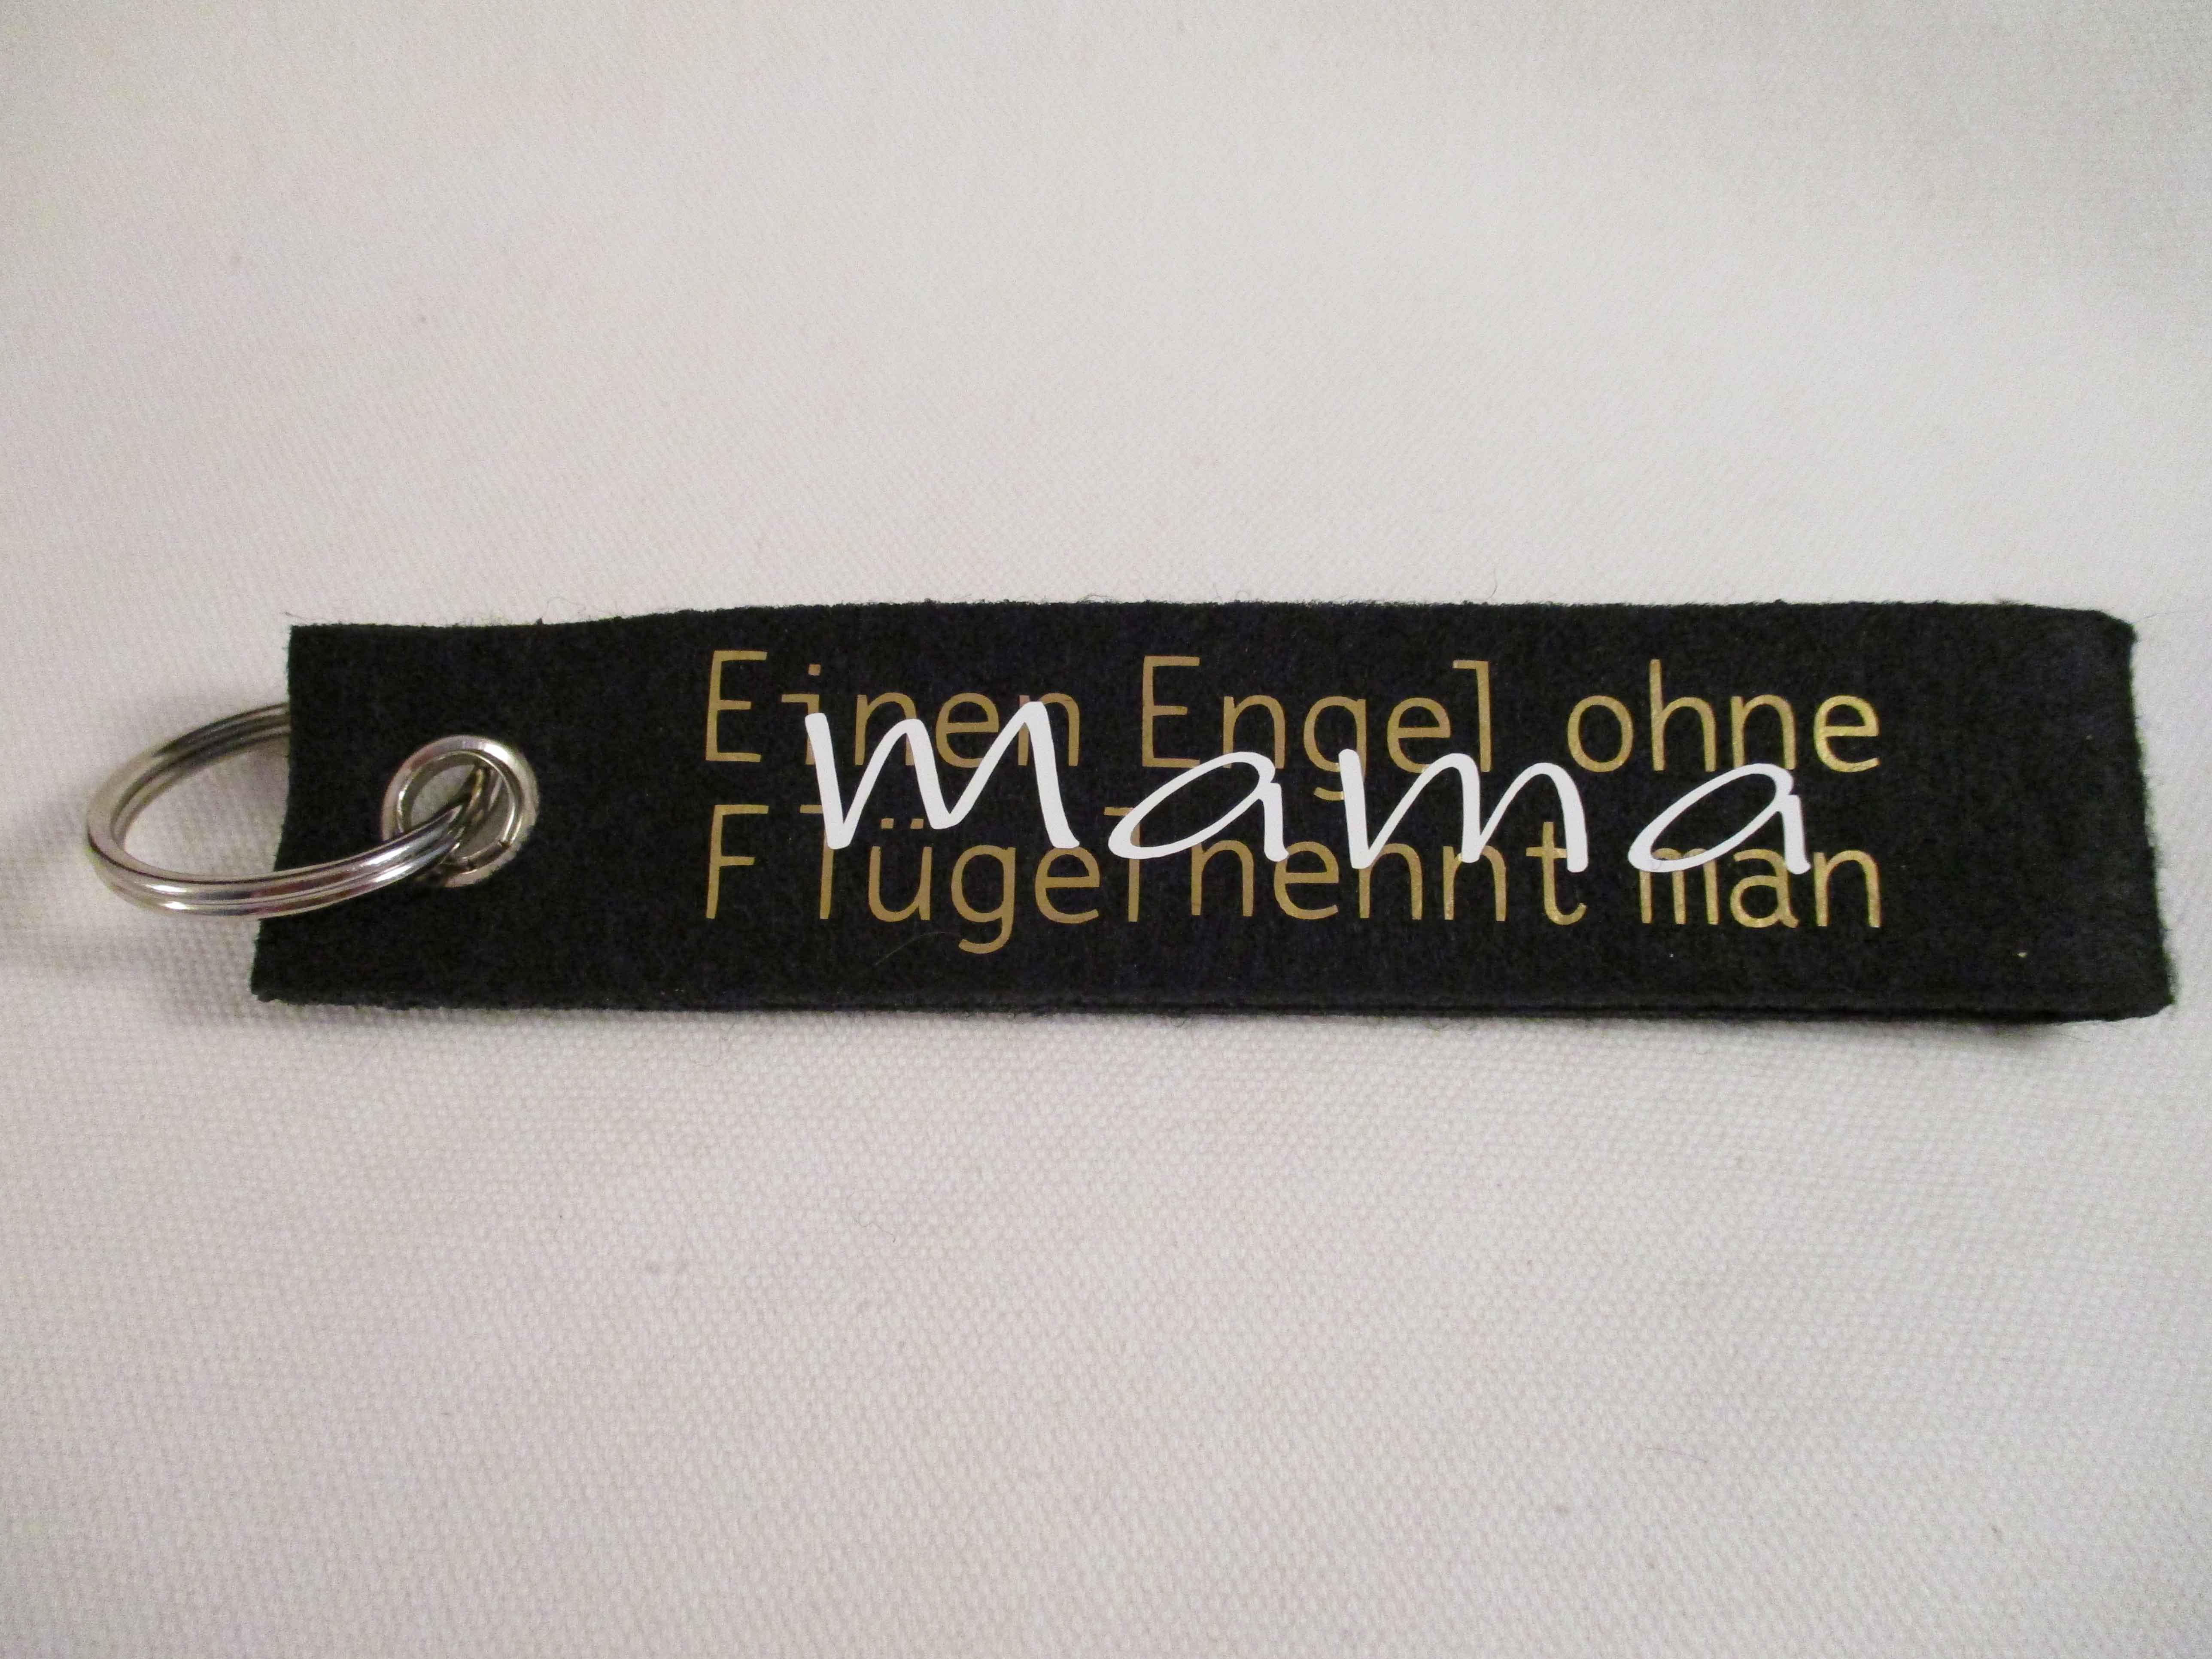 Einen Engel ohne
Flügel nennt man
mama